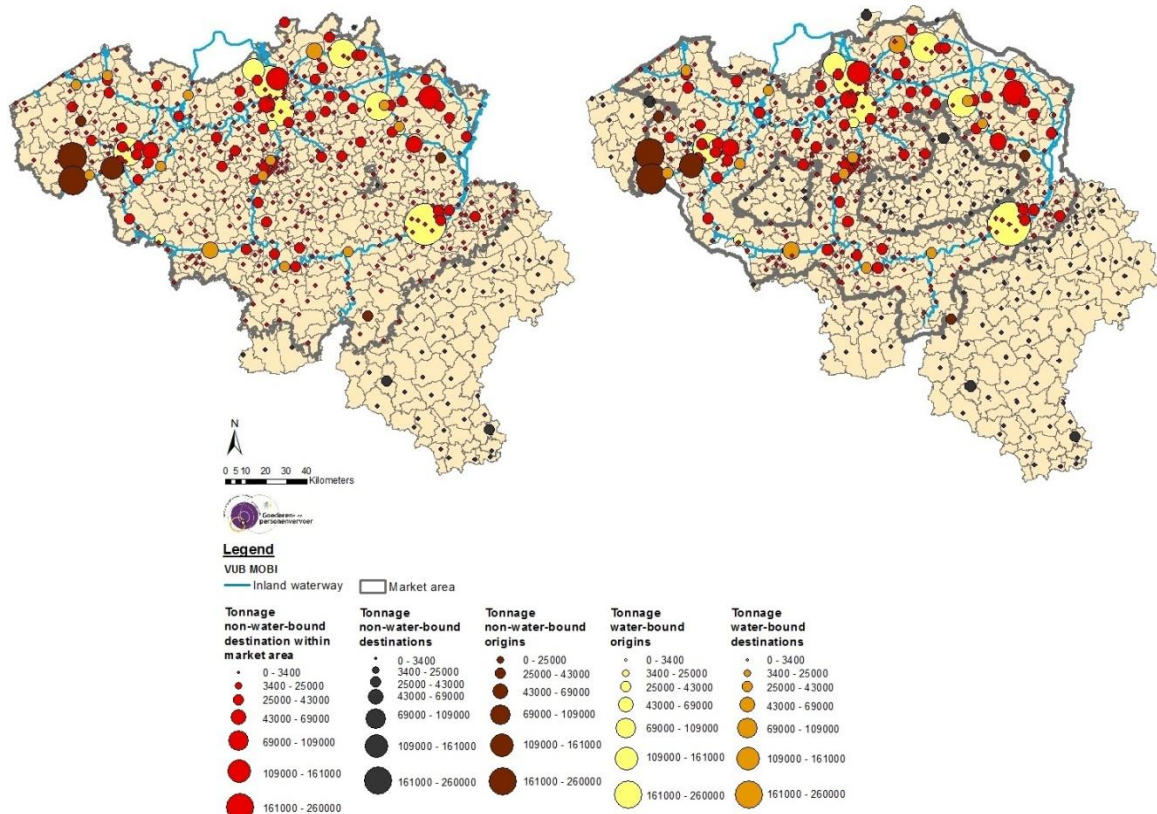 N
0 5 10 20 30 40
Kilometers
Goederen- en
personenvervoer
Legend
VUB MOBI
Inland waterway
Market area
Tonnage
non-water-bound
destination within
market area
0 - 3400
3400 - 25000
25000 - 43000
43000 - 69000
69000 - 109000
109000 - 161000
161000 - 260000
Tonnage
non-water-bound
destinations
0 - 3400
3400 - 25000
25000 - 43000
43000 - 69000
69000 - 109000
109000 - 161000
161000 - 260000
Tonnage
non-water-bound
origins
0 - 25000
25000 - 43000
43000 - 69000
69000 - 109000
109000 - 161000
161000 - 260000
Tonnage
water-bound
origins
0 - 3400
3400 - 25000
25000 - 43000
43000 - 69000
69000 - 109000
109000 - 161000
161000 - 260000
Tonnage
water-bound
destinations
0 - 3400
3400 - 25000
25000 - 43000
43000 - 69000
69000 - 109000
109000 - 161000
161000 - 260000